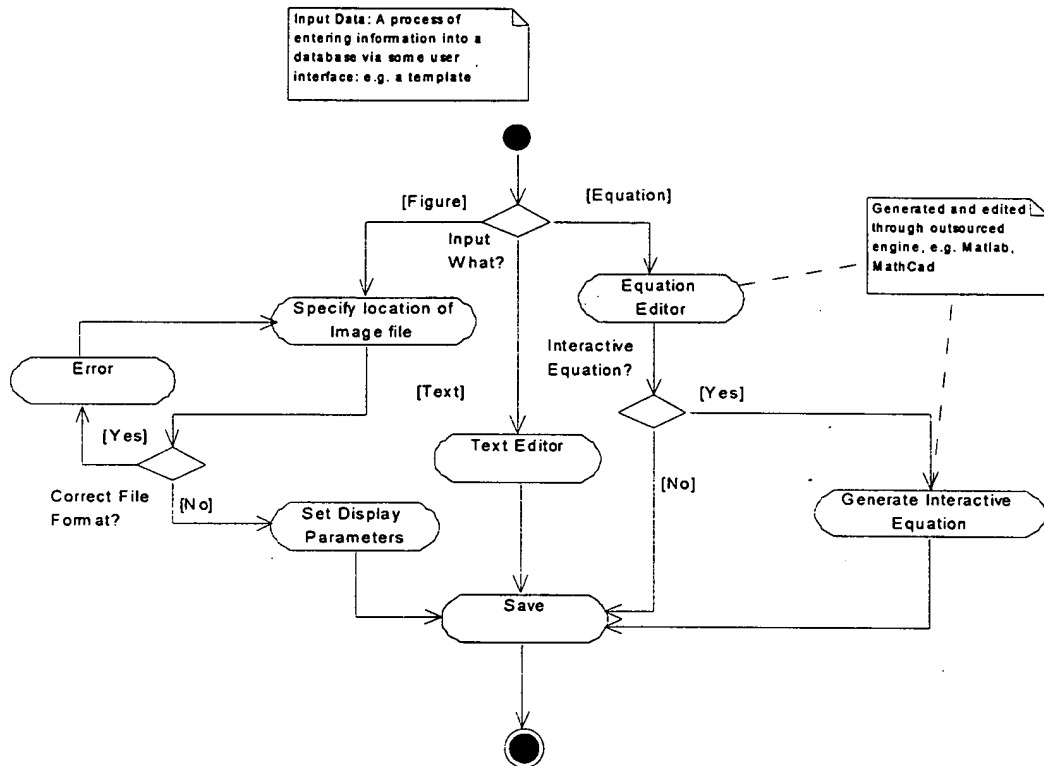 Input Data: A process of
entering information into a
database via some user
interface: e.g. a template
[Figure]
[Equation]
Input
What?
Generated and edited
through outsourced
engine, e.g. Matlab,
MathCad
Equation
Editor
Specify location of
Image file
Interactive
Equation?
Error
[Text]
[Yes]
[Yes]
Text Editor
Correct File
Format?
[No]
[No]
Set Display
Parameters
Generate Interactive
Equation
Save